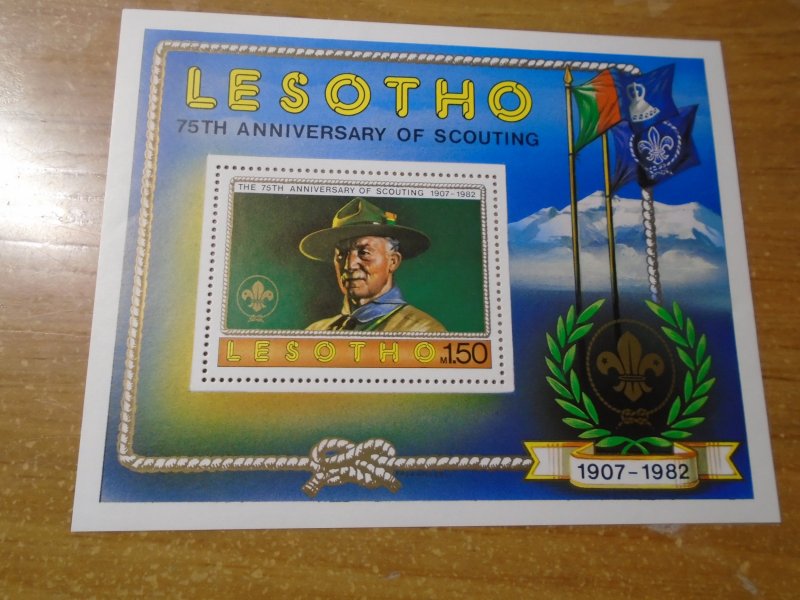 LESOTHO
75TH ANNIVERSARY OF SCOUTING
THE 75TH ANNIVERSARY OF SCOUTING 1907-1982
LESOTHO M1.50
1907-1982